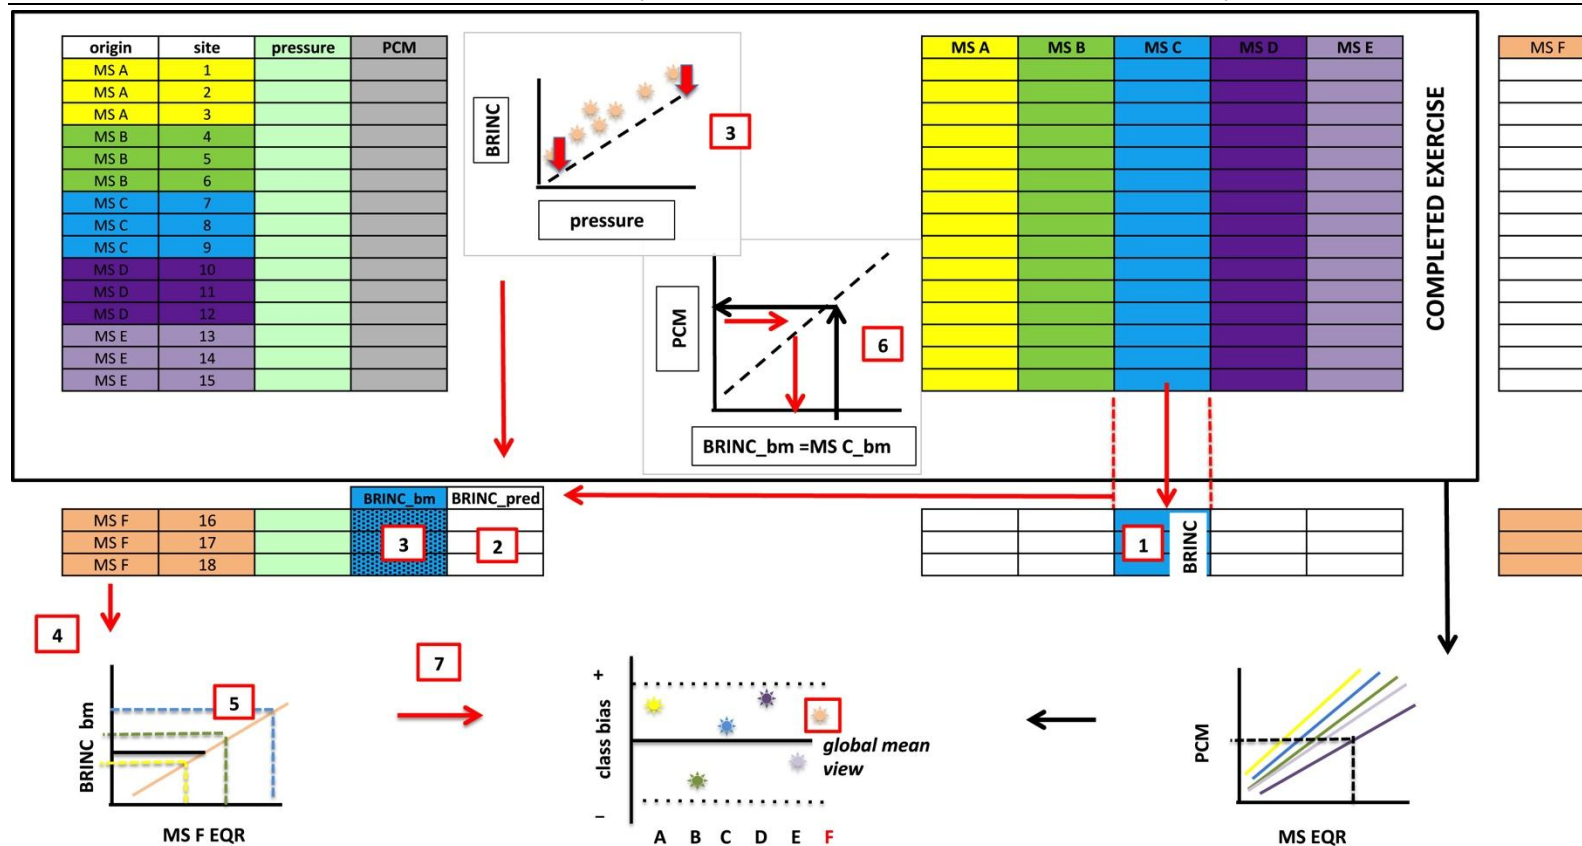 origin site pressure PCM
MS A 1
MS A 2
MS A 3
MS B 4
MS B 5
MS B 6
MS C 7
MS C 8
MS C 9
MS D 10
MS D 11
MS D 12
MS E 13
MS E 14
MS E 15
BRINC
pressure
3
PCM
6
BRINC_bm =MS C_bm
MS A MS B MS C MS D MS E
COMPLETED EXERCISE
MS F
BRINC_bm BRINC_pred
MS F 16
MS F 17
MS F 18
3
2
1
BRINC
4
5
BRINC_bm
MS F EQR
7
+
class bias
–
global mean
view
A B C D E F
PCM
MS EQR